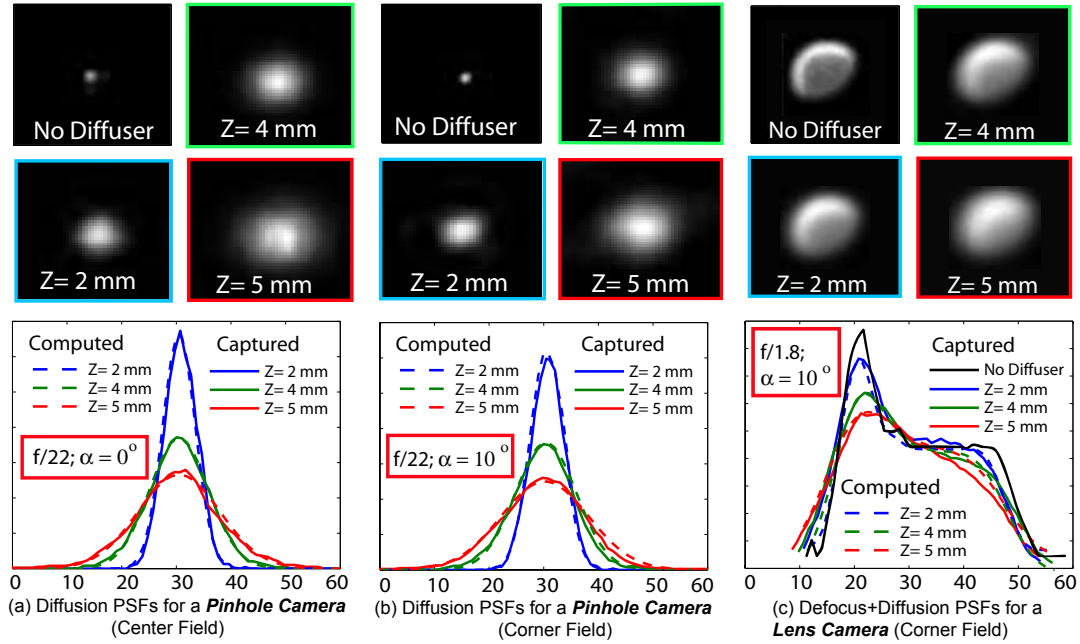 No Diffuser
Z= 4 mm
Z= 2 mm
Z= 5 mm
No Diffuser
Z= 4 mm
Z= 2 mm
Z= 5 mm
No Diffuser
Z= 4 mm
Z= 2 mm
Z= 5 mm
Computed
Z= 2 mm
Z= 4 mm
Z= 5 mm
Captured
Z= 2 mm
Z= 4 mm
Z= 5 mm
f/22; α = 0°
0 10 20 30 40 50 60
(a) Diffusion PSFs for a Pinhole Camera
(Center Field)
Computed
Z= 2 mm
Z= 4 mm
Z= 5 mm
Captured
Z= 2 mm
Z= 4 mm
Z= 5 mm
f/22; α = 10°
0 10 20 30 40 50 60
(b) Diffusion PSFs for a Pinhole Camera
(Corner Field)
f/1.8;
α = 10°
Captured
No Diffuser
Z= 2 mm
Z= 4 mm
Z= 5 mm
Computed
Z= 2 mm
Z= 4 mm
Z= 5 mm
0 10 20 30 40 50 60
(c) Defocus+Diffusion PSFs for a
Lens Camera (Corner Field)